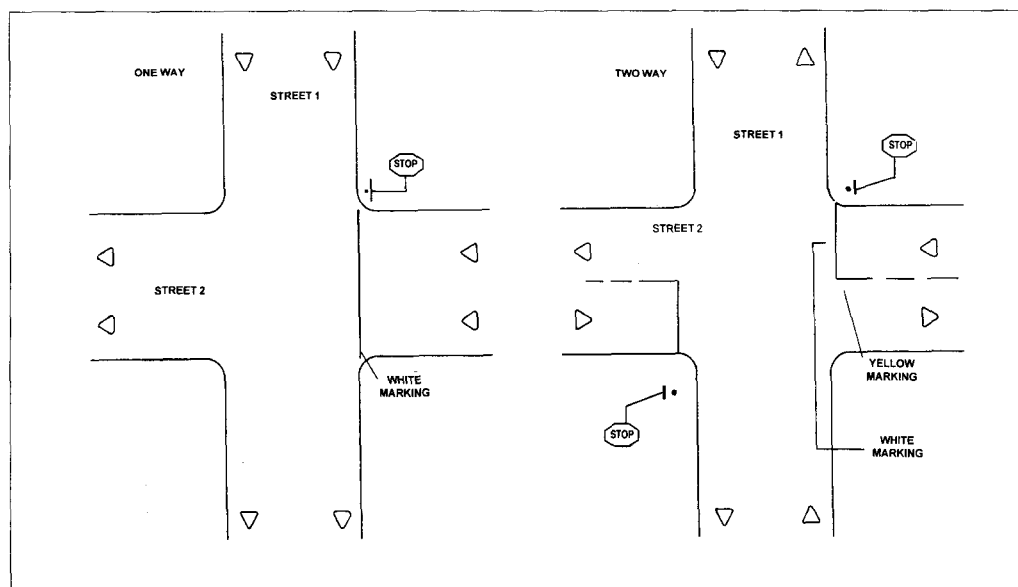 ONE WAY
STREET 1
STOP
STREET 2
WHITE
MARKING
TWO WAY
STREET 1
STOP
STREET 2
YELLOW
MARKING
STOP
WHITE
MARKING